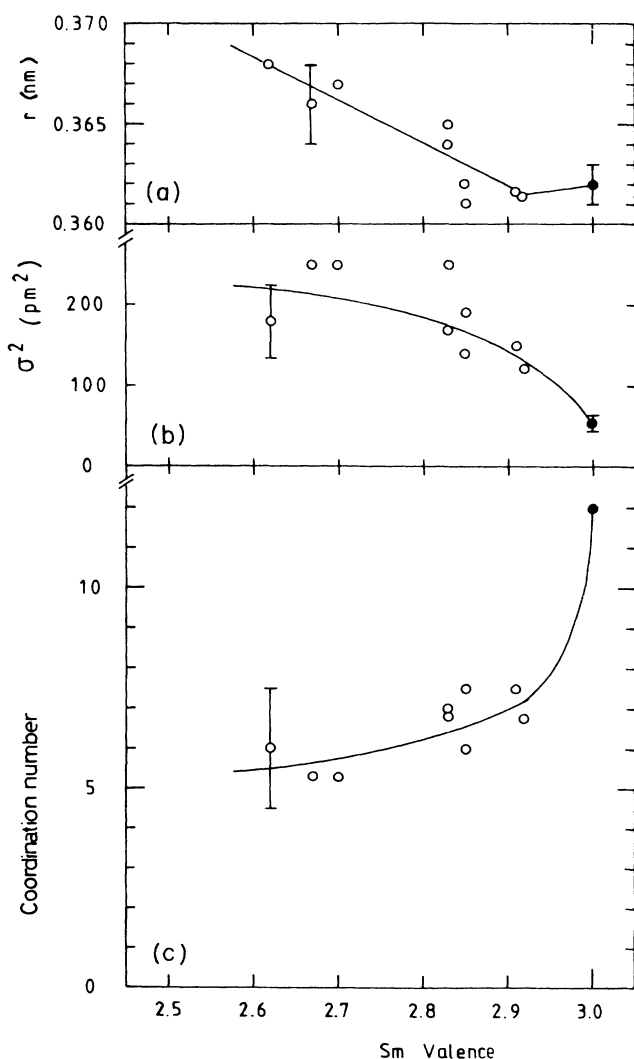 0.370
r (nm)
0.365
(a)
0.360
200
σ² (pm²)
100
(b)
0
10
Coordination number
5
(c)
0
2.5 2.6 2.7 2.8 2.9 3.0
Sm Valence